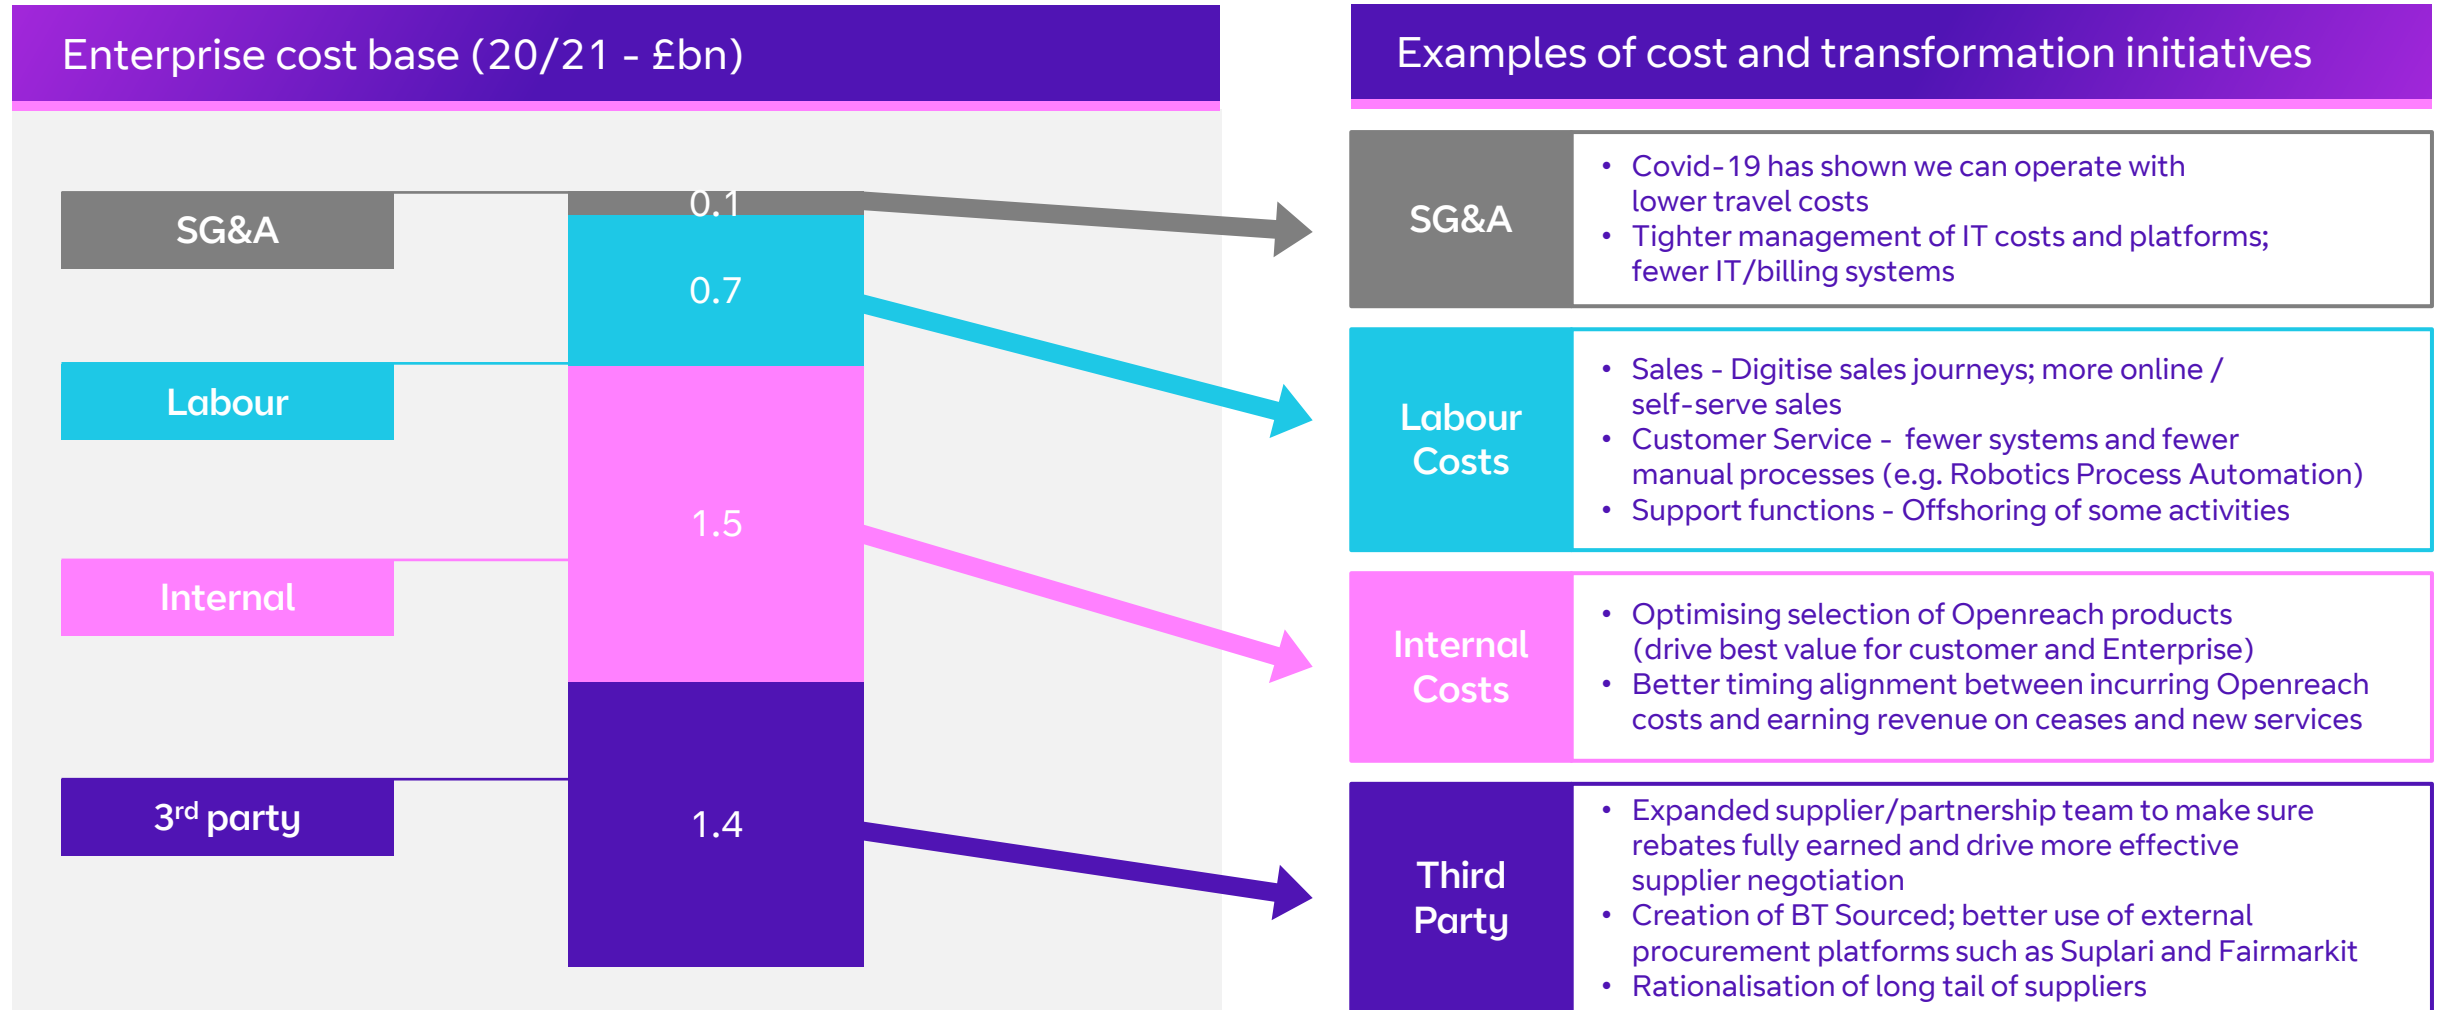 Enterprise cost base (20/21 - £bn)
SG&A
Labour
Internal
3rd party
0.1
0.7
1.5
1.4
Examples of cost and transformation initiatives
SG&A
• Covid-19 has shown we can operate with
lower travel costs
• Tighter management of IT costs and platforms;
fewer IT/billing systems
Labour
Costs
• Sales - Digitise sales journeys; more online /
self-serve sales
• Customer Service - fewer systems and fewer
manual processes (e.g. Robotics Process Automation)
• Support functions - Offshoring of some activities
Internal
Costs
• Optimising selection of Openreach products
(drive best value for customer and Enterprise)
• Better timing alignment between incurring Openreach
costs and earning revenue on ceases and new services
Third
Party
• Expanded supplier/partnership team to make sure
rebates fully earned and drive more effective
supplier negotiation
• Creation of BT Sourced; better use of external
procurement platforms such as Suplari and Fairmarkit
• Rationalisation of long tail of suppliers